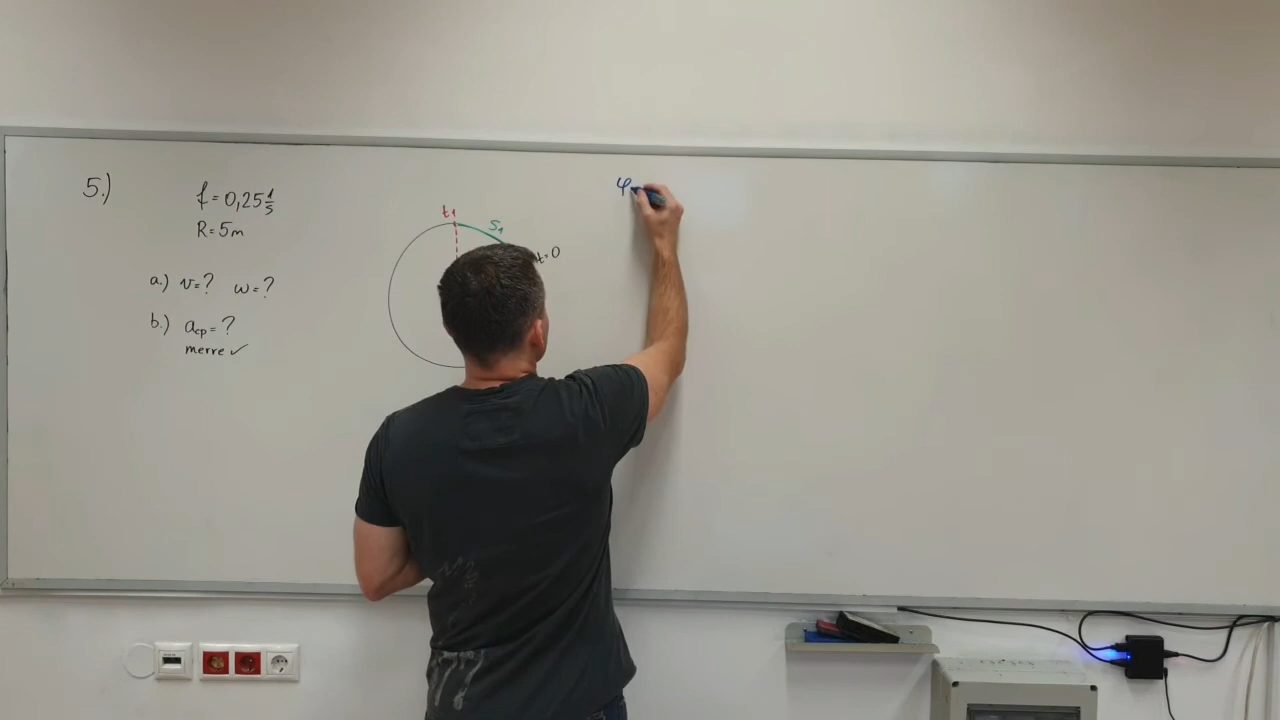 5.)
f = 0,25 1/s
R = 5m
a.) v = ? ω = ?
b.) acp = ?
merre ✓
t1
S1
t=0
φ